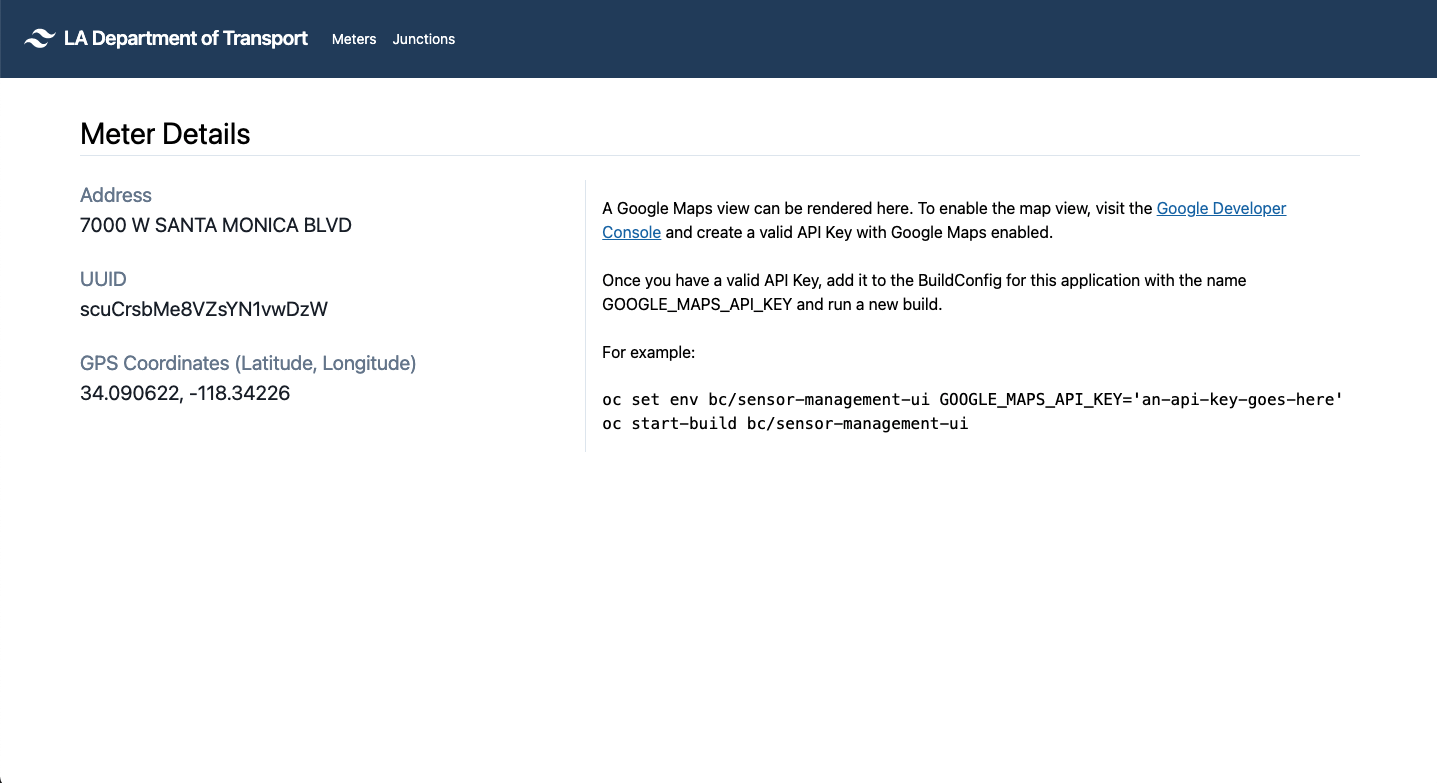 LA Department of Transport
Meters
Junctions
Meter Details
Address
7000 W SANTA MONICA BLVD
UUID
scuCrsbMe8VZsYN1vwDzW
GPS Coordinates (Latitude, Longitude)
34.090622, -118.34226
A Google Maps view can be rendered here. To enable the map view, visit the Google Developer
Console and create a valid API Key with Google Maps enabled.
Once you have a valid API Key, add it to the BuildConfig for this application with the name
GOOGLE_MAPS_API_KEY and run a new build.
For example:
oc set env bc/sensor-management-ui GOOGLE_MAPS_API_KEY='an-api-key-goes-here'
oc start-build bc/sensor-management-ui